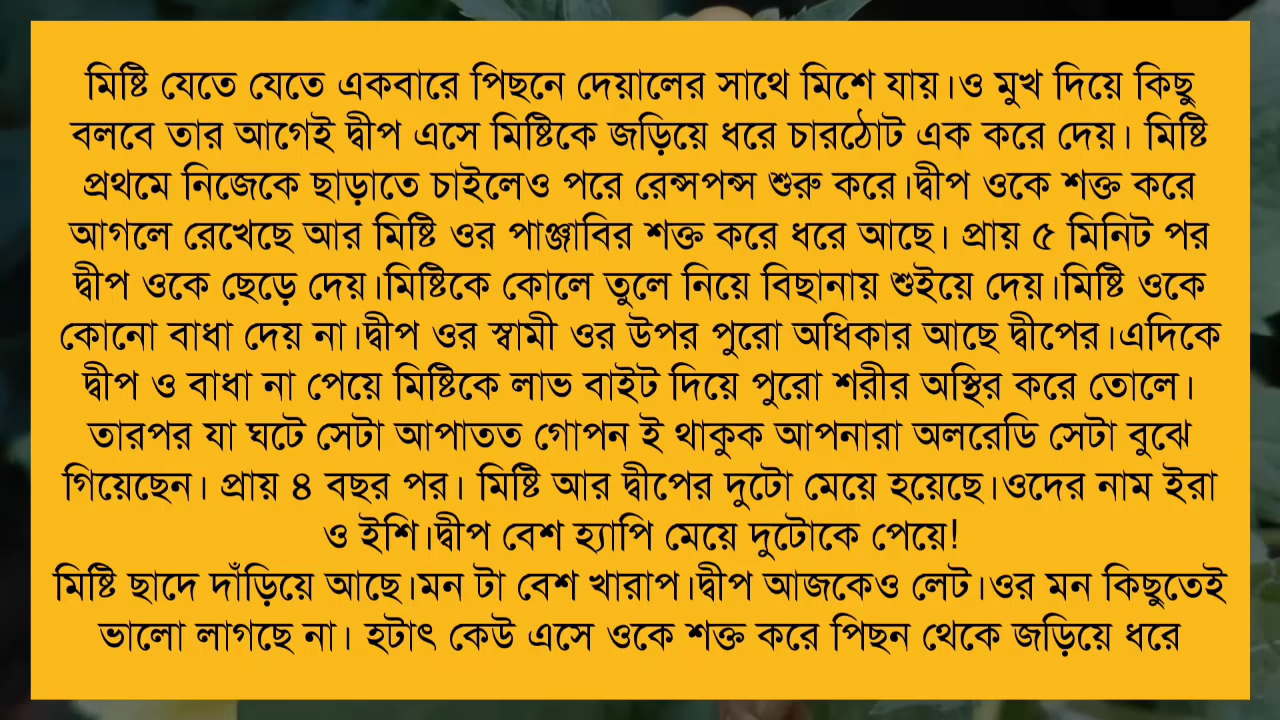 মিষ্টি যেতে যেতে একবারে পিছনে দেয়ালের সাথে মিশে যায়।ও মুখ দিয়ে কিছু
বলবে তার আগেই দ্বীপ এসে মিষ্টিকে জড়িয়ে ধরে চারঠোট এক করে দেয়। মিষ্টি
প্রথমে নিজেকে ছাড়াতে চাইলেও পরে রেন্সপন্স শুরু করে।দ্বীপ ওকে শক্ত করে
আগলে রেখেছে আর মিষ্টি ওর পাঞ্জাবির শক্ত করে ধরে আছে। প্রায় ৫ মিনিট পর
দ্বীপ ওকে ছেড়ে দেয়।মিষ্টিকে কোলে তুলে নিয়ে বিছানায় শুইয়ে দেয়।মিষ্টি ওকে
কোনো বাধা দেয় না।দ্বীপ ওর স্বামী ওর উপর পুরো অধিকার আছে দ্বীপের।এদিকে
দ্বীপ ও বাধা না পেয়ে মিষ্টিকে লাভ বাইট দিয়ে পুরো শরীর অস্থির করে তোলে।
তারপর যা ঘটে সেটা আপাতত গোপন ই থাকুক আপনারা অলরেডি সেটা বুঝে
গিয়েছেন। প্রায় ৪ বছর পর। মিষ্টি আর দ্বীপের দুটো মেয়ে হয়েছে।ওদের নাম ইরা
ও ইশি।দ্বীপ বেশ হ্যাপি মেয়ে দুটোকে পেয়ে!
মিষ্টি ছাদে দাঁড়িয়ে আছে।মন টা বেশ খারাপ।দ্বীপ আজকেও লেট।ওর মন কিছুতেই
ভালো লাগছে না। হটাৎ কেউ এসে ওকে শক্ত করে পিছন থেকে জড়িয়ে ধরে